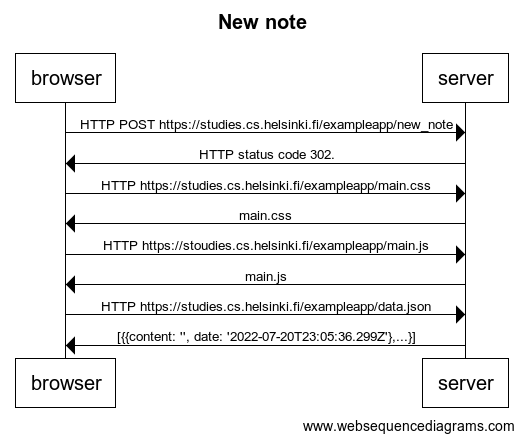 New note
browser server
HTTP POST https://studies.cs.helsinki.fi/exampleapp/new_note
HTTP status code 302.
HTTP https://studies.cs.helsinki.fi/exampleapp/main.css
main.css
HTTP https://stoudies.cs.helsinki.fi/exampleapp/main.js
main.js
HTTP https://studies.cs.helsinki.fi/exampleapp/data.json
[{{content: '', date: '2022-07-20T23:05:36.299Z'},...}]
browser server
www.websequencediagrams.com